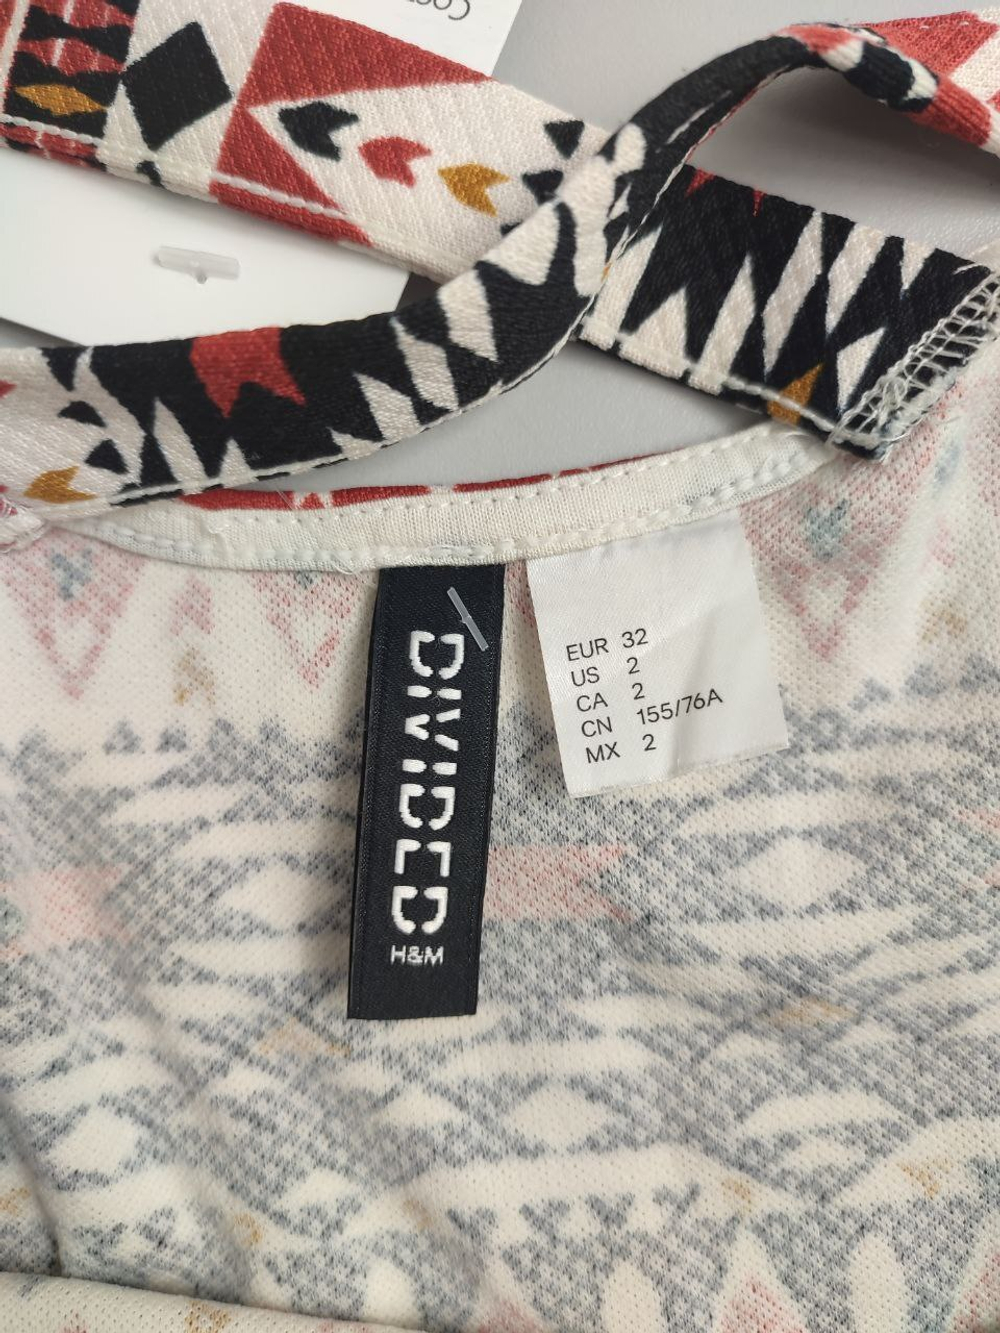 DIVIDED
H&M
EUR 32
US 2
CA 2
CN 155/76A
MX 2